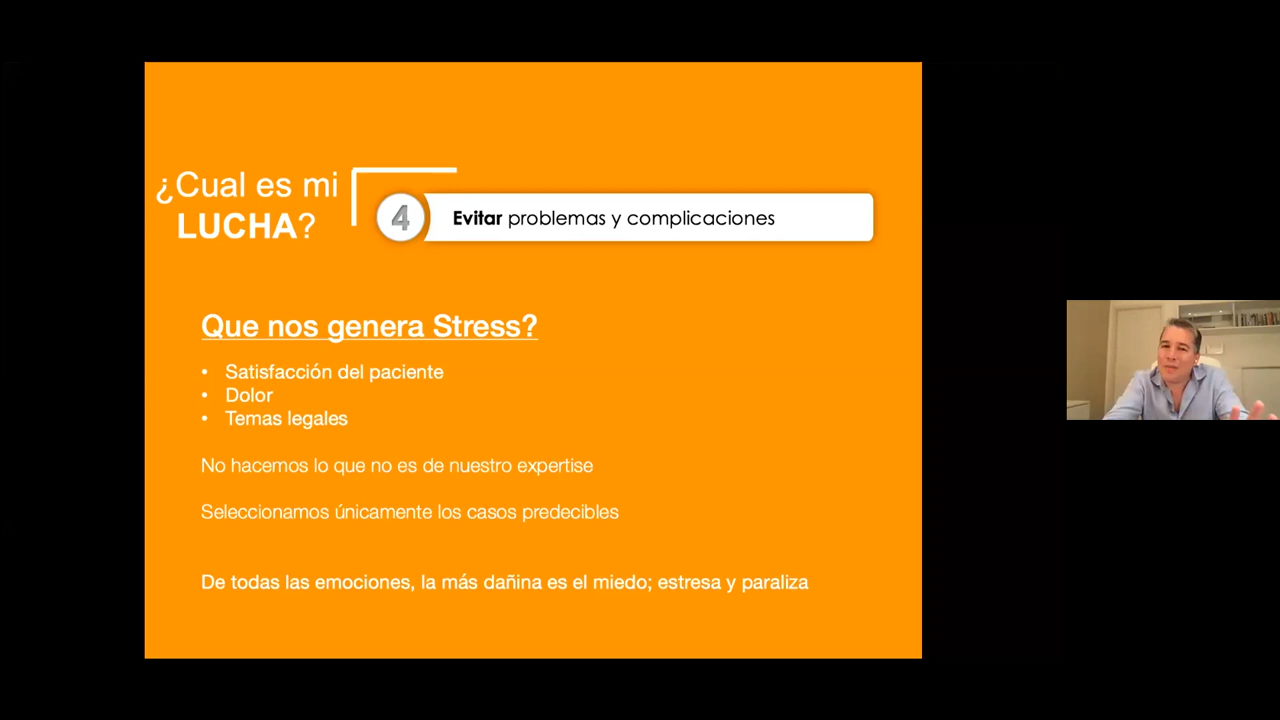 ¿Cual es mi
LUCHA?
4
Evitar problemas y complicaciones
Que nos genera Stress?
• Satisfacción del paciente
• Dolor
• Temas legales
No hacemos lo que no es de nuestro expertise
Seleccionamos únicamente los casos predecibles
De todas las emociones, la más dañina es el miedo; estresa y paraliza